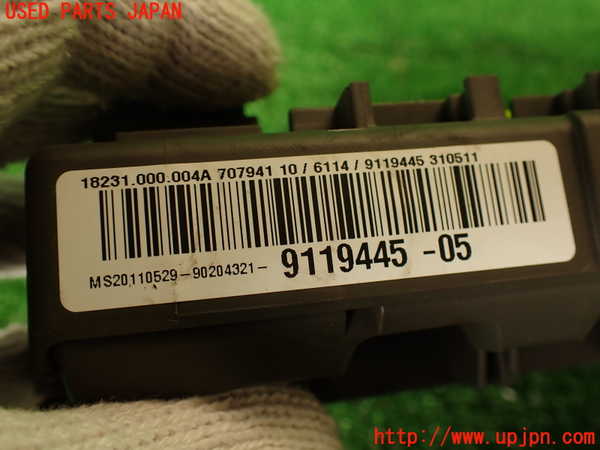 USED PARTS JAPAN
18231.000.004A 707941 10 / 6114 / 9119445 310511
MS20110529-90204321- 9119445 -05
http://www.upjpn.com